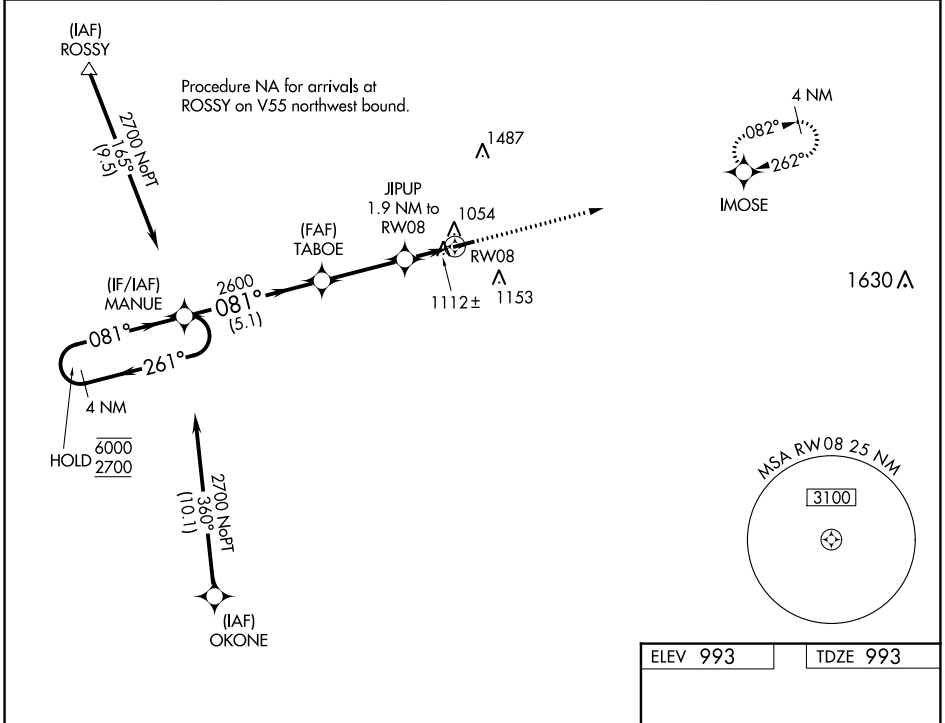 (IAF)
ROSSY
Procedure NA for arrivals at
ROSSY on V55 northwest bound.
2700 NoPT
165°
(9.5)
4 NM
082°
262°
IMOSE
1487
JIPUP
1.9 NM to
RW08
1054
(FAF)
TABOE
RW08
1112±
1153
1630
(IF/IAF)
MANUE
2600
081°
(5.1)
081°
261°
4 NM
HOLD 6000
2700
2700 NoPT
360°
(10.1)
(IAF)
OKONE
MSA RW08 25 NM
3100
ELEV 993
TDZE 993